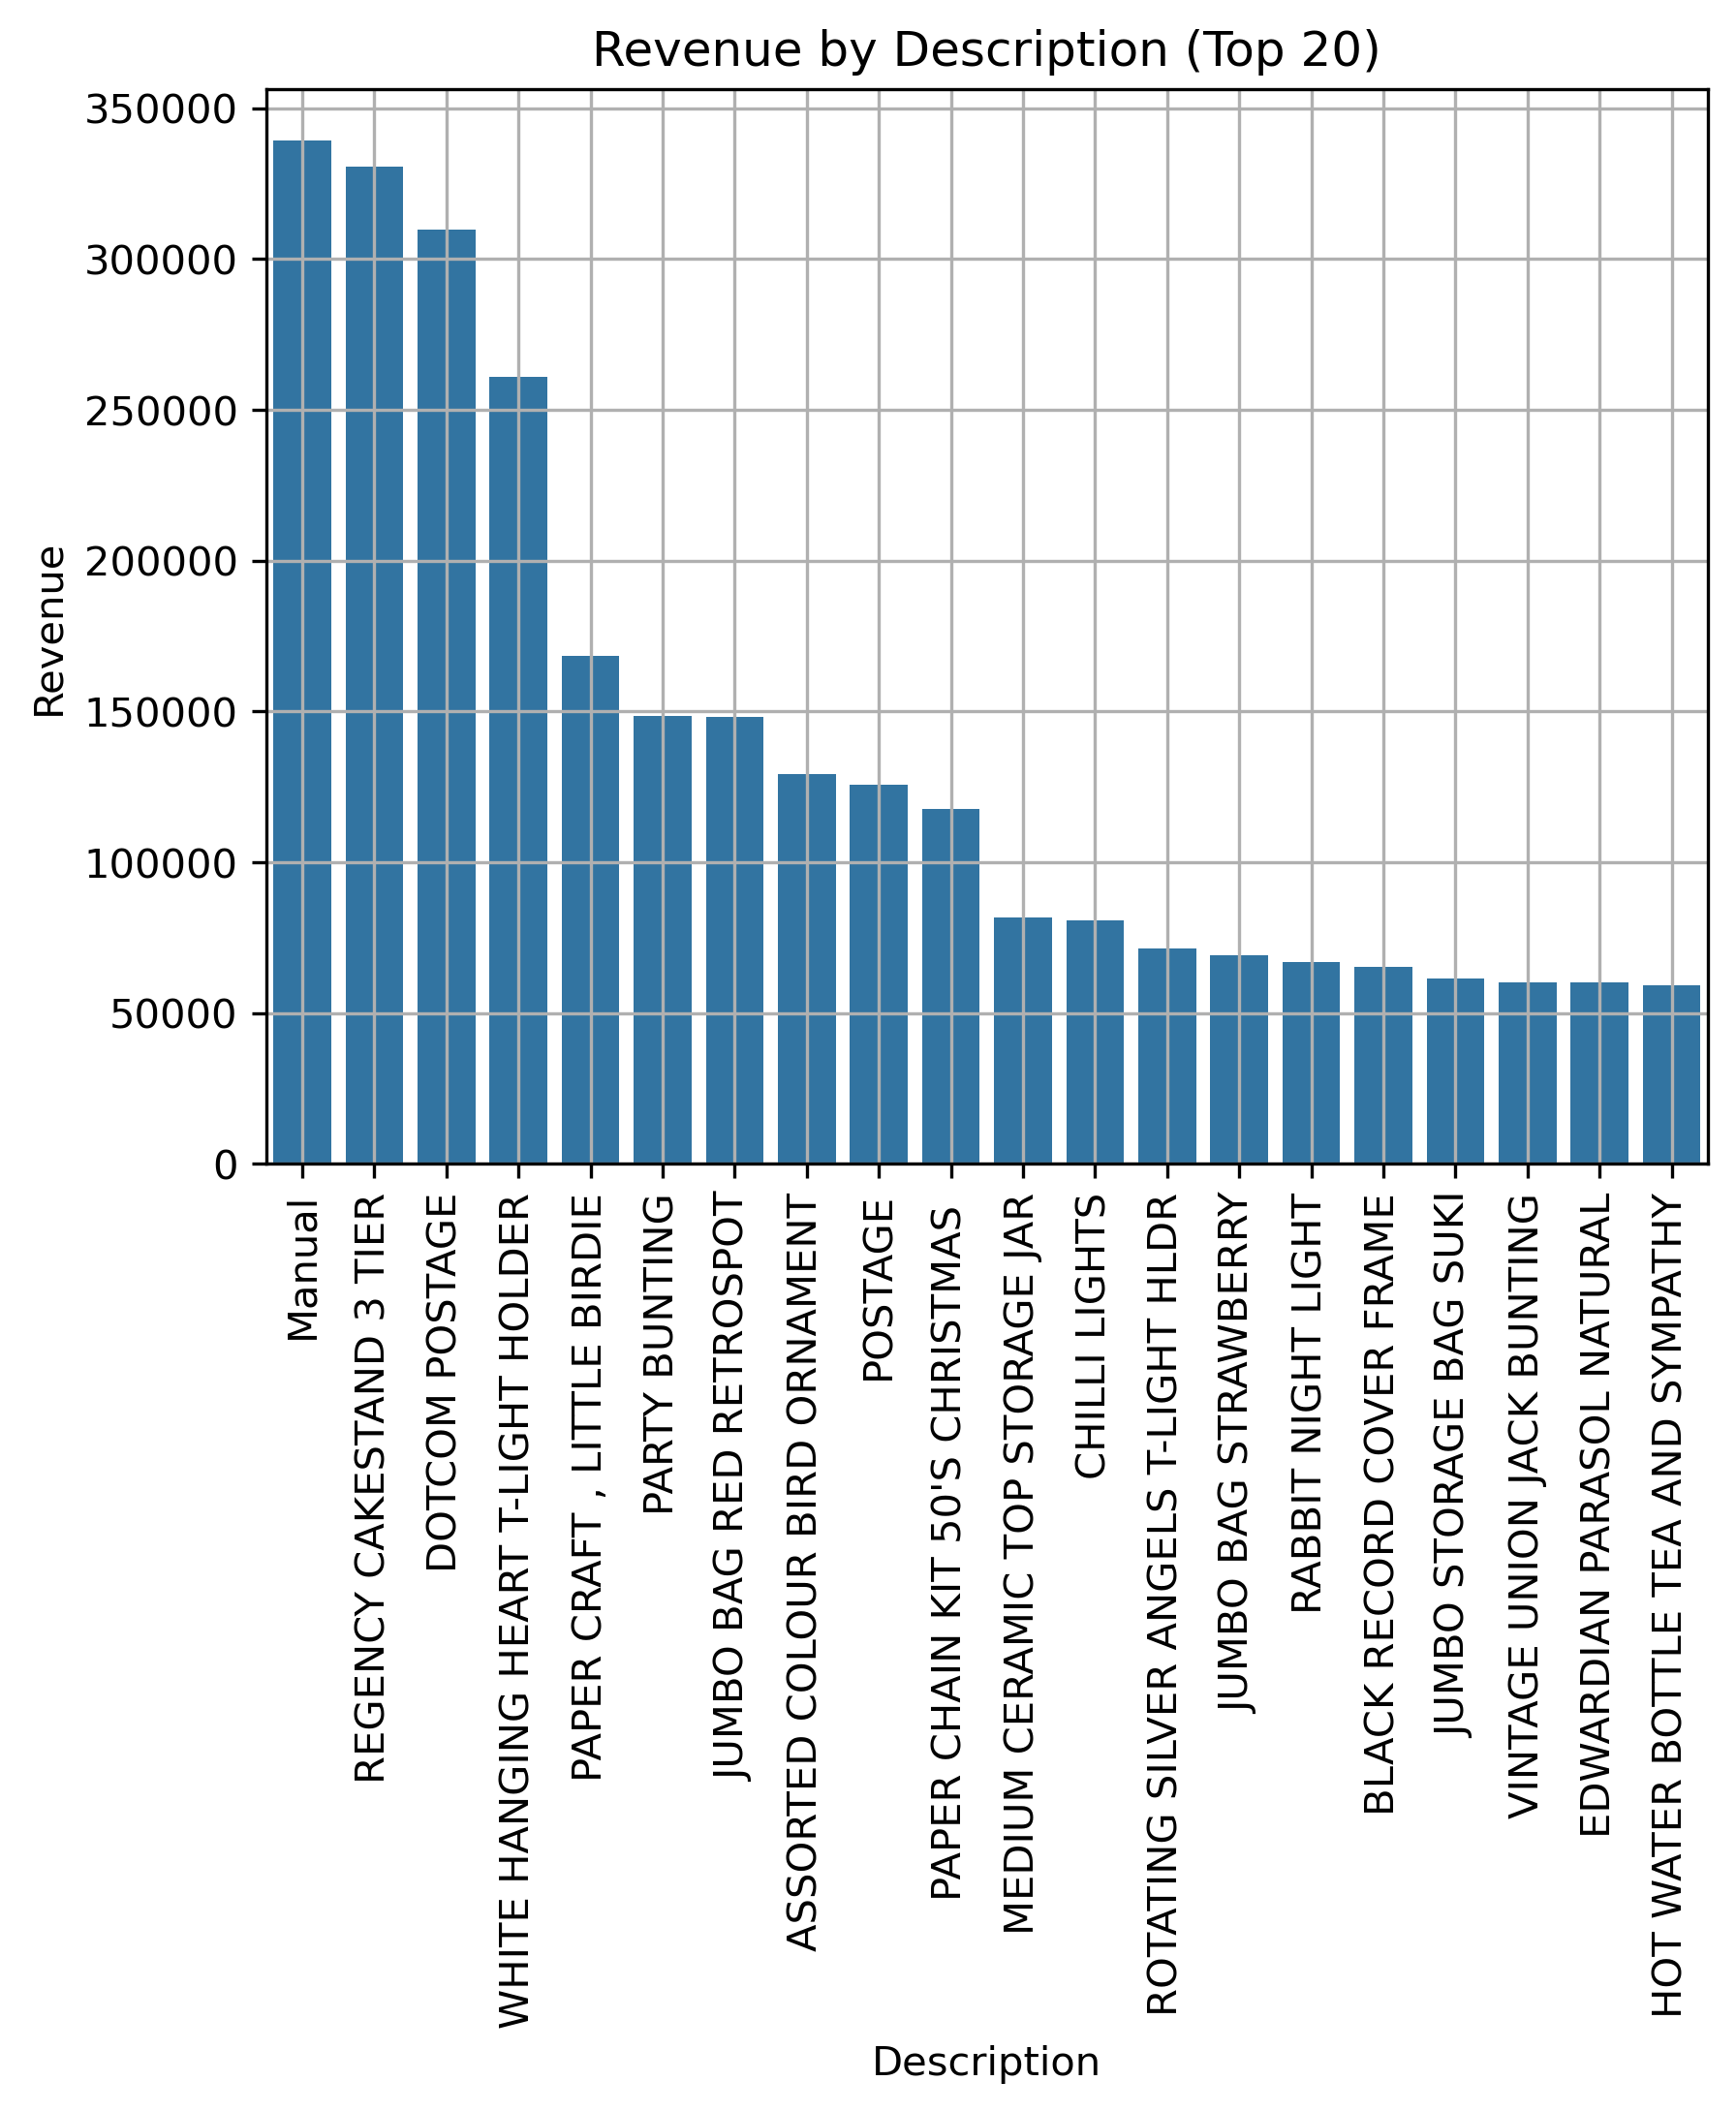 Revenue by Description (Top 20)
Revenue
350000
300000
250000
200000
150000
100000
50000
0
Manual
REGENCY CAKESTAND 3 TIER
DOTCOM POSTAGE
WHITE HANGING HEART T-LIGHT HOLDER
PAPER CRAFT , LITTLE BIRDIE
PARTY BUNTING
JUMBO BAG RED RETROSPOT
ASSORTED COLOUR BIRD ORNAMENT
POSTAGE
PAPER CHAIN KIT 50'S CHRISTMAS
MEDIUM CERAMIC TOP STORAGE JAR
CHILLI LIGHTS
ROTATING SILVER ANGELS T-LIGHT HLDR
JUMBO BAG STRAWBERRY
RABBIT NIGHT LIGHT
BLACK RECORD COVER FRAME
JUMBO STORAGE BAG SUKI
VINTAGE UNION JACK BUNTING
EDWARDIAN PARASOL NATURAL
HOT WATER BOTTLE TEA AND SYMPATHY
Description